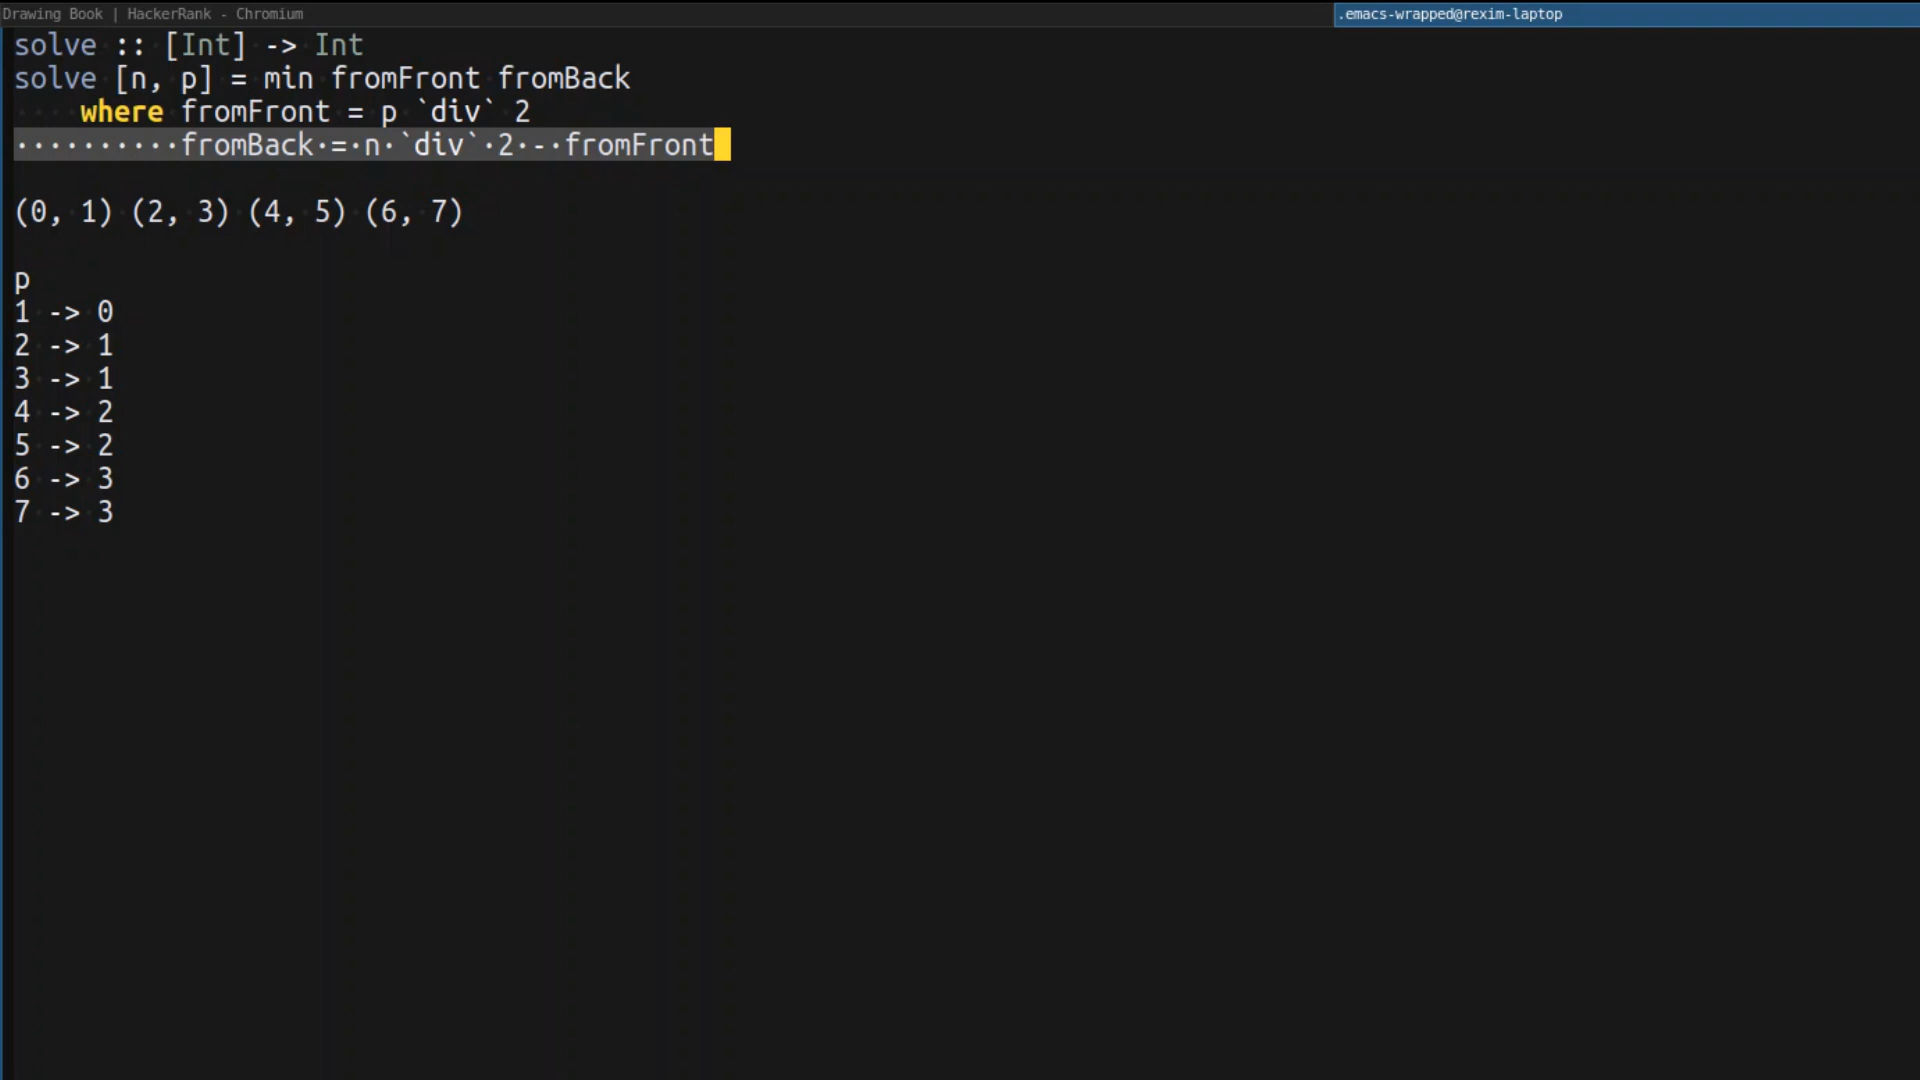 Drawing Book | HackerRank - Chromium
.emacs-wrapped@rexim-laptop
solve :: [Int] -> Int
solve [n, p] = min fromFront fromBack
    where fromFront = p `div` 2
··········fromBack·=·n·`div`·2·-·fromFront
(0, 1) (2, 3) (4, 5) (6, 7)
p
1 -> 0
2 -> 1
3 -> 1
4 -> 2
5 -> 2
6 -> 3
7 -> 3